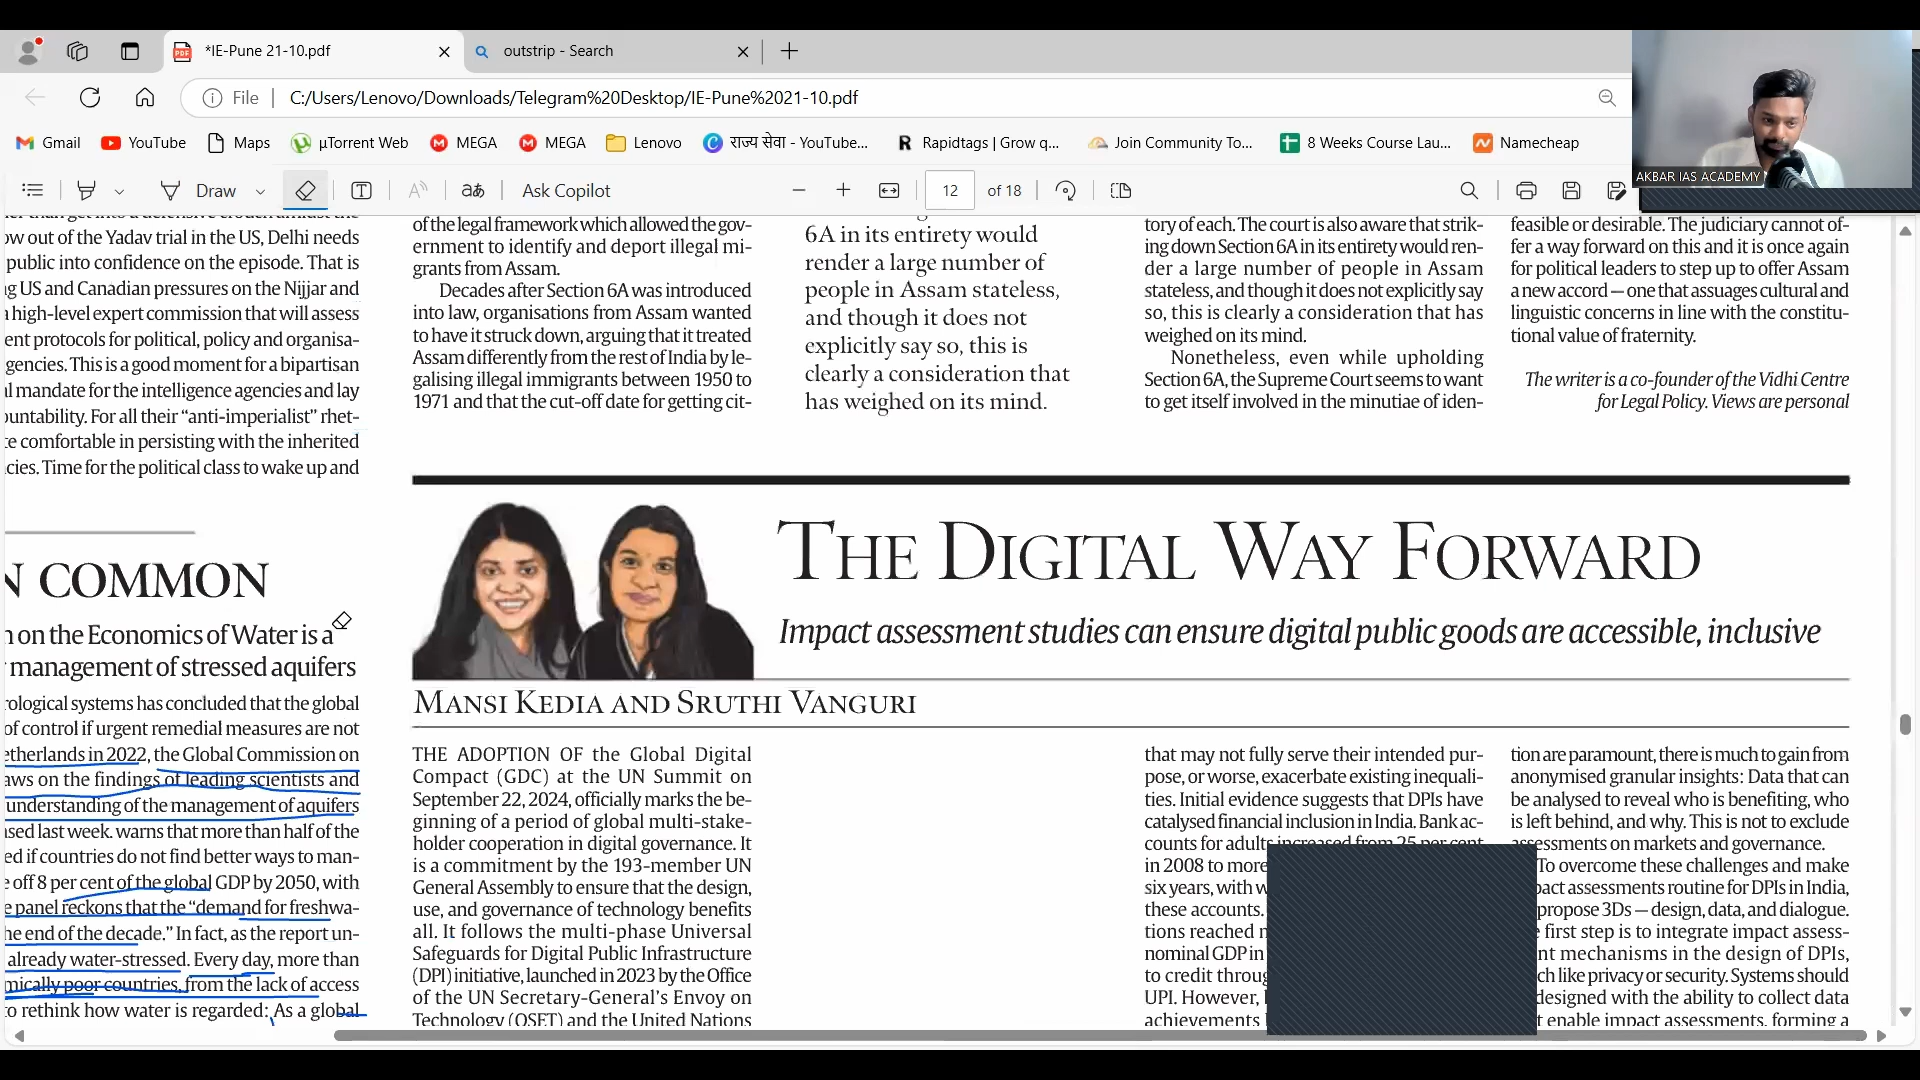 *IE-Pune 21-10.pdf
outstrip - Search
File
C:/Users/Lenovo/Downloads/Telegram%20Desktop/IE-Pune%2021-10.pdf
Gmail
YouTube
Maps
µTorrent Web
MEGA
MEGA
Lenovo
राज्य सेवा - YouTube...
Rapidtags | Grow q...
Join Community To...
8 Weeks Course Lau...
Namecheap
AKBAR IAS ACADEMY
Draw
Ask Copilot
12 of 18
ow out of the Yadav trial in the US, Delhi needs
public into confidence on the episode. That is
g US and Canadian pressures on the Nijjar and
a high-level expert commission that will assess
ent protocols for political, policy and organisa-
gencies. This is a good moment for a bipartisan
l mandate for the intelligence agencies and lay
ountability. For all their "anti-imperialist" rhet-
te comfortable in persisting with the inherited
cies. Time for the political class to wake up and
N COMMON
n on the Economics of Water is a
management of stressed aquifers
rological systems has concluded that the global
of control if urgent remedial measures are not
etherlands in 2022, the Global Commission on
aws on the findings of leading scientists and
understanding of the management of aquifers
ased last week. warns that more than half of the
ed if countries do not find better ways to man-
e off 8 per cent of the global GDP by 2050, with
e panel reckons that the "demand for freshwa-
he end of the decade." In fact, as the report un-
already water-stressed. Every day, more than
mically poor countries, from the lack of access
o rethink how water is regarded: As a global
of the legal framework which allowed the gov-
ernment to identify and deport illegal mi-
grants from Assam.
Decades after Section 6A was introduced
into law, organisations from Assam wanted
to have it struck down, arguing that it treated
Assam differently from the rest of India by le-
galising illegal immigrants between 1950 to
1971 and that the cut-off date for getting cit-
6A in its entirety would
render a large number of
people in Assam stateless,
and though it does not
explicitly say so, this is
clearly a consideration that
has weighed on its mind.
tory of each. The court is also aware that strik-
ing down Section 6A in its entirety would ren-
der a large number of people in Assam
stateless, and though it does not explicitly say
so, this is clearly a consideration that has
weighed on its mind.
Nonetheless, even while upholding
Section 6A, the Supreme Court seems to want
to get itself involved in the minutiae of iden-
feasible or desirable. The judiciary cannot of-
fer a way forward on this and it is once again
for political leaders to step up to offer Assam
a new accord — one that assuages cultural and
linguistic concerns in line with the constitu-
tional value of fraternity.
The writer is a co-founder of the Vidhi Centre
for Legal Policy. Views are personal
THE DIGITAL WAY FORWARD
Impact assessment studies can ensure digital public goods are accessible, inclusive
MANSI KEDIA AND SRUTHI VANGURI
THE ADOPTION OF the Global Digital
Compact (GDC) at the UN Summit on
September 22, 2024, officially marks the be-
ginning of a period of global multi-stake-
holder cooperation in digital governance. It
is a commitment by the 193-member UN
General Assembly to ensure that the design,
use, and governance of technology benefits
all. It follows the multi-phase Universal
Safeguards for Digital Public Infrastructure
(DPI) initiative, launched in 2023 by the Office
of the UN Secretary-General's Envoy on
Technology (OSET) and the United Nations
that may not fully serve their intended pur-
pose, or worse, exacerbate existing inequali-
ties. Initial evidence suggests that DPIs have
catalysed financial inclusion in India. Bank ac-
counts for adults increased from 25 per cent
in 2008 to more
six years, with w
these accounts.
tions reached
nominal GDP in
to credit throug
UPI. However,
achievements
tion are paramount, there is much to gain from
anonymised granular insights: Data that can
be analysed to reveal who is benefiting, who
is left behind, and why. This is not to exclude
assessments on markets and governance.
To overcome these challenges and make
pact assessments routine for DPIs in India,
propose 3Ds — design, data, and dialogue.
first step is to integrate impact assess-
nt mechanisms in the design of DPIs,
ch like privacy or security. Systems should
designed with the ability to collect data
t enable impact assessments, forming a